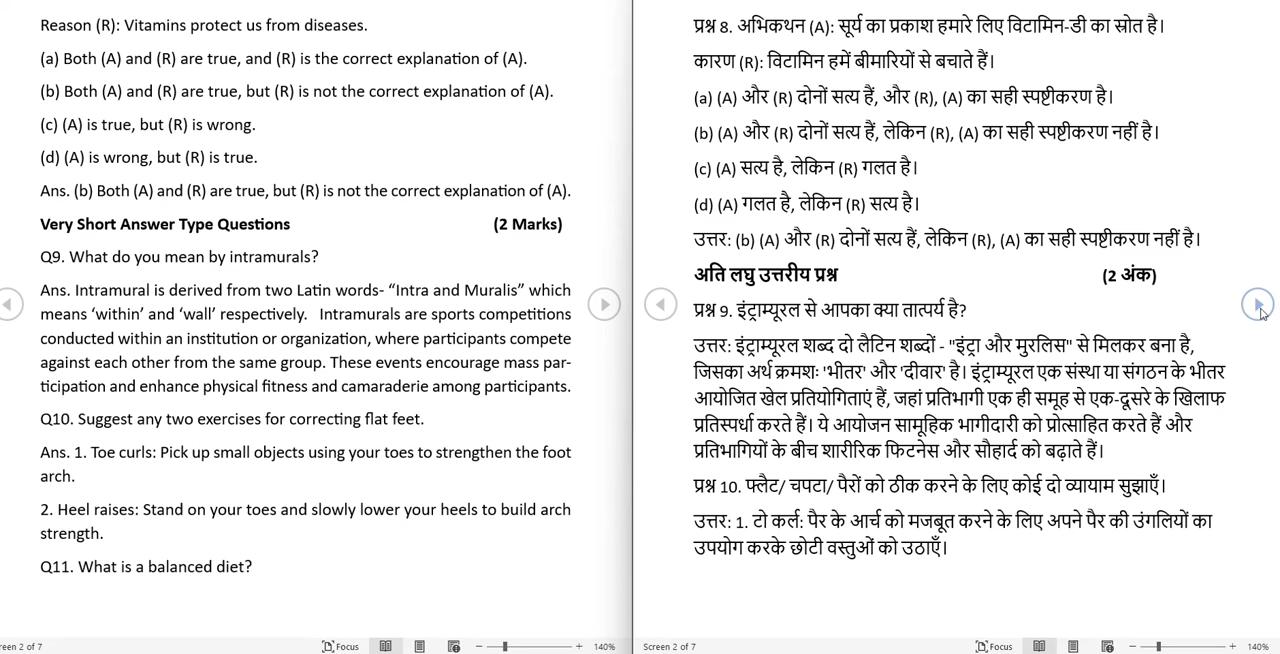 Reason (R): Vitamins protect us from diseases.
(a) Both (A) and (R) are true, and (R) is the correct explanation of (A).
(b) Both (A) and (R) are true, but (R) is not the correct explanation of (A).
(c) (A) is true, but (R) is wrong.
(d) (A) is wrong, but (R) is true.
Ans. (b) Both (A) and (R) are true, but (R) is not the correct explanation of (A).
Very Short Answer Type Questions (2 Marks)
Q9. What do you mean by intramurals?
Ans. Intramural is derived from two Latin words- “Intra and Muralis” which
means ‘within’ and ‘wall’ respectively. Intramurals are sports competitions
conducted within an institution or organization, where participants compete
against each other from the same group. These events encourage mass par-
ticipation and enhance physical fitness and camaraderie among participants.
Q10. Suggest any two exercises for correcting flat feet.
Ans. 1. Toe curls: Pick up small objects using your toes to strengthen the foot
arch.
2. Heel raises: Stand on your toes and slowly lower your heels to build arch
strength.
Q11. What is a balanced diet?
reen 2 of 7 Focus 140%
प्रश्न 8. अभिकथन (A): सूर्य का प्रकाश हमारे लिए विटामिन-डी का स्रोत है।
कारण (R): विटामिन हमें बीमारियों से बचाते हैं।
(a) (A) और (R) दोनों सत्य हैं, और (R), (A) का सही स्पष्टीकरण है।
(b) (A) और (R) दोनों सत्य हैं, लेकिन (R), (A) का सही स्पष्टीकरण नहीं है।
(c) (A) सत्य है, लेकिन (R) गलत है।
(d) (A) गलत है, लेकिन (R) सत्य है।
उत्तर: (b) (A) और (R) दोनों सत्य हैं, लेकिन (R), (A) का सही स्पष्टीकरण नहीं है।
अति लघु उत्तरीय प्रश्न (2 अंक)
प्रश्न 9. इंट्राम्यूरल से आपका क्या तात्पर्य है?
उत्तर: इंट्राम्यूरल शब्द दो लैटिन शब्दों - "इंट्रा और मुरलिस" से मिलकर बना है,
जिसका अर्थ क्रमशः 'भीतर' और 'दीवार' है। इंट्राम्यूरल एक संस्था या संगठन के भीतर
आयोजित खेल प्रतियोगिताएं हैं, जहां प्रतिभागी एक ही समूह से एक-दूसरे के खिलाफ
प्रतिस्पर्धा करते हैं। ये आयोजन सामूहिक भागीदारी को प्रोत्साहित करते हैं और
प्रतिभागियों के बीच शारीरिक फिटनेस और सौहार्द को बढ़ाते हैं।
प्रश्न 10. फ्लैट/ चपटा/ पैरों को ठीक करने के लिए कोई दो व्यायाम सुझाएँ।
उत्तर: 1. टो कर्ल: पैर के आर्च को मजबूत करने के लिए अपने पैर की उंगलियों का
उपयोग करके छोटी वस्तुओं को उठाएँ।
Screen 2 of 7 Focus 140%